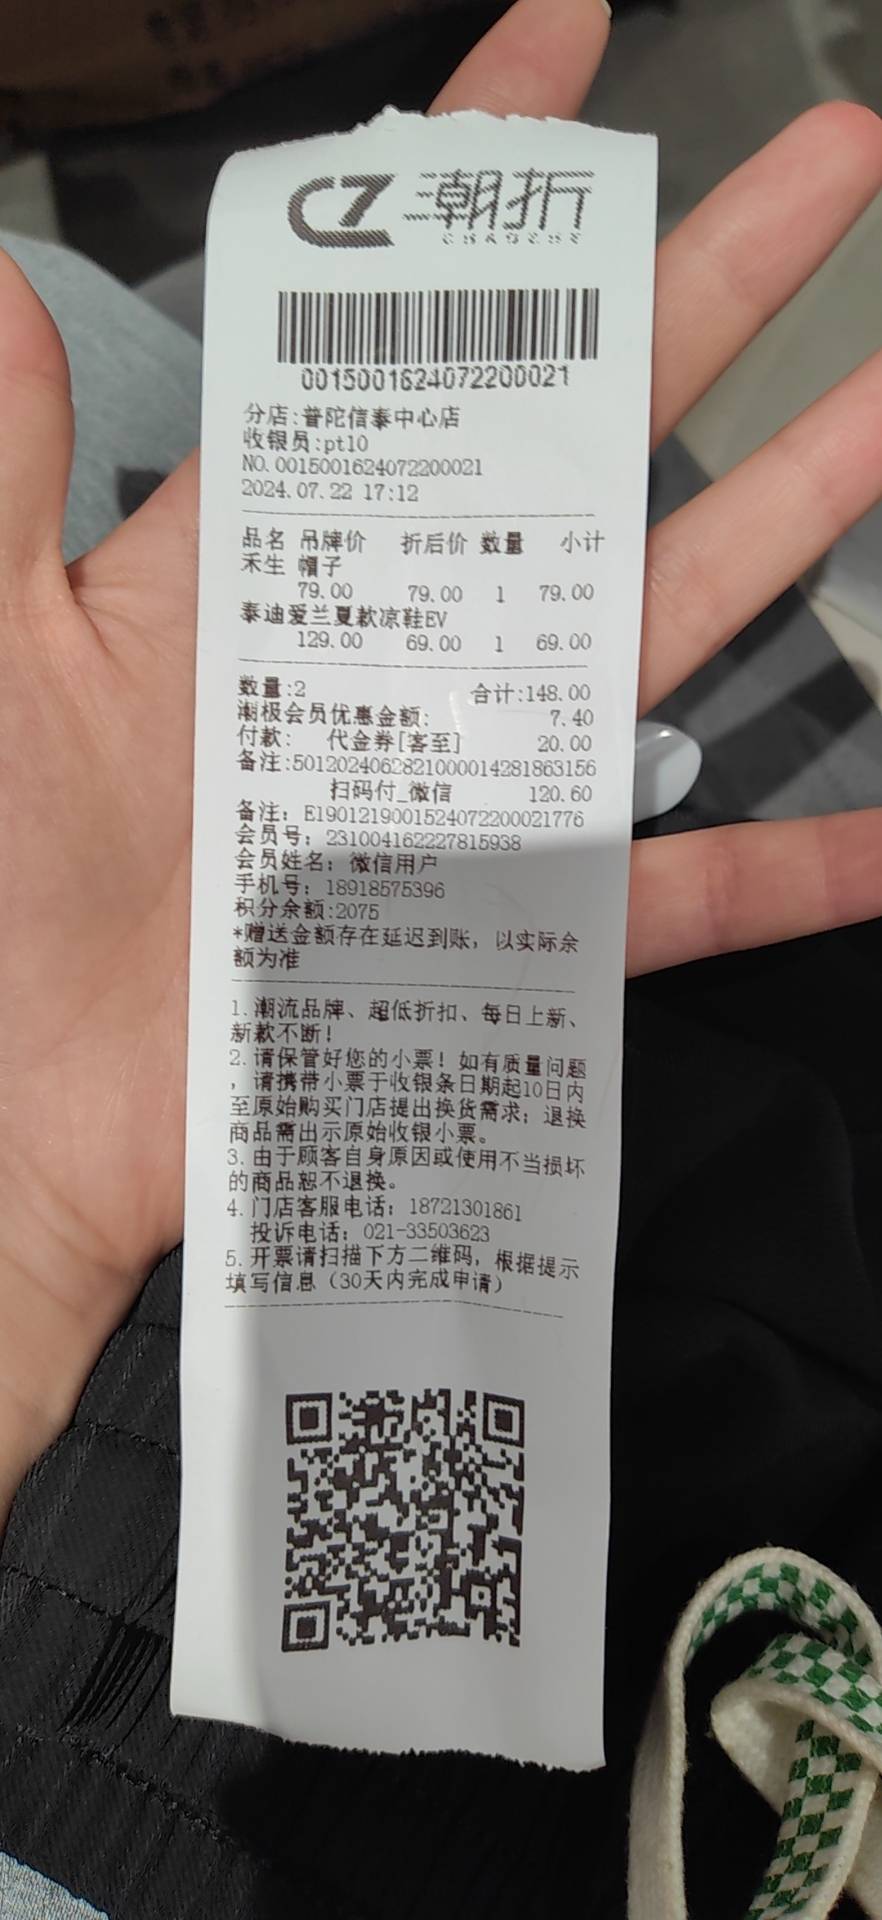 CZ 潮折
CHAOZHE
0015001624072200021
分店:普陀信泰中心店
收银员:pt10
NO.0015001624072200021
2024.07.22 17:12
品名 吊牌价 折后价 数量 小计
禾生 帽子
79.00 79.00 1 79.00
泰迪爱兰夏款凉鞋EV
129.00 69.00 1 69.00
数量:2 合计:148.00
潮极会员优惠金额: 7.40
付款: 代金券[客至] 20.00
备注:5012024062821000014281863156
扫码付_微信 120.60
备注: E1901219001524072200021776
会员号: 231004162227815938
会员姓名: 微信用户
手机号: 18918575396
积分余额:2075
*赠送金额存在延迟到账, 以实际余
额为准
1.潮流品牌、超低折扣、每日上新、
新款不断!
2.请保管好您的小票! 如有质量问题
, 请携带小票于收银条日期起10日内
至原始购买门店提出换货需求; 退换
商品需出示原始收银小票。
3.由于顾客自身原因或使用不当损坏
的商品恕不退换。
4.门店客服电话: 18721301861
投诉电话: 021-33503623
5.开票请扫描下方二维码, 根据提示
填写信息 (30天内完成申请)